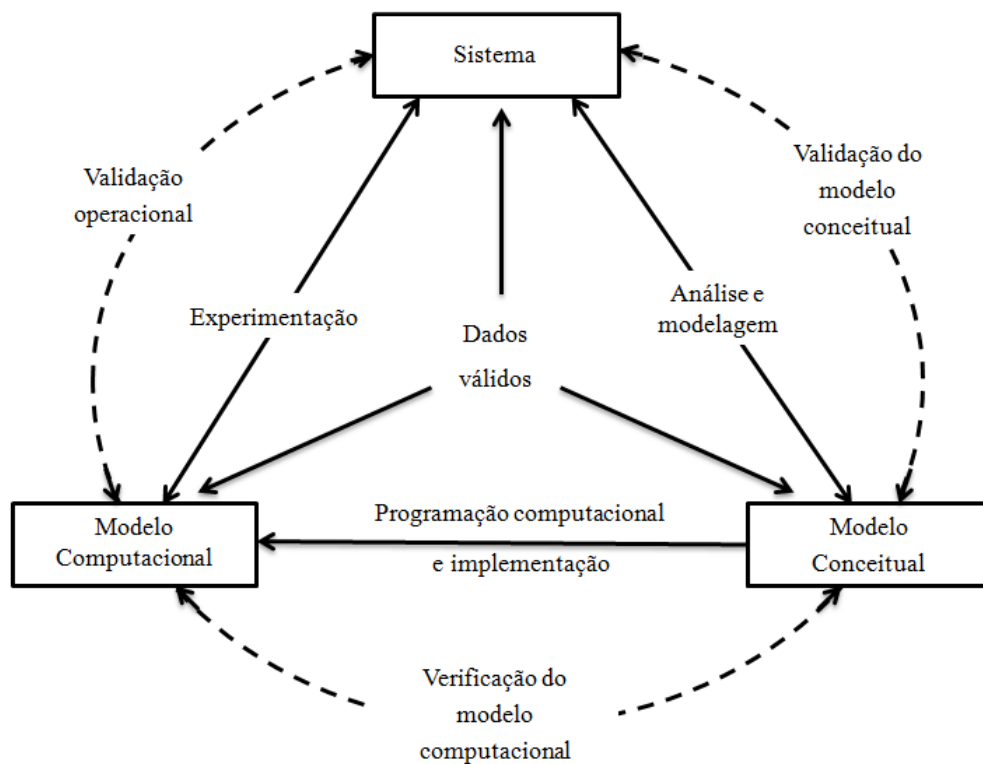 Sistema
Validação
operacional
Validação do
modelo
conceitual
Experimentação
Análise e
modelagem
Dados
válidos
Modelo
Computacional
Programação computacional
e implementação
Modelo
Conceitual
Verificação do
modelo
computacional